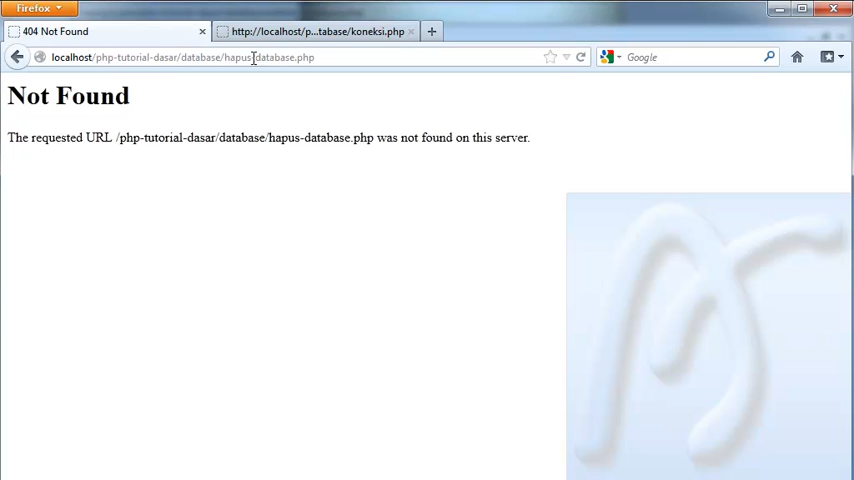 Firefox
404 Not Found
http://localhost/p...tabase/koneksi.php
localhost/php-tutorial-dasar/database/hapus-database.php
Google
Not Found
The requested URL /php-tutorial-dasar/database/hapus-database.php was not found on this server.